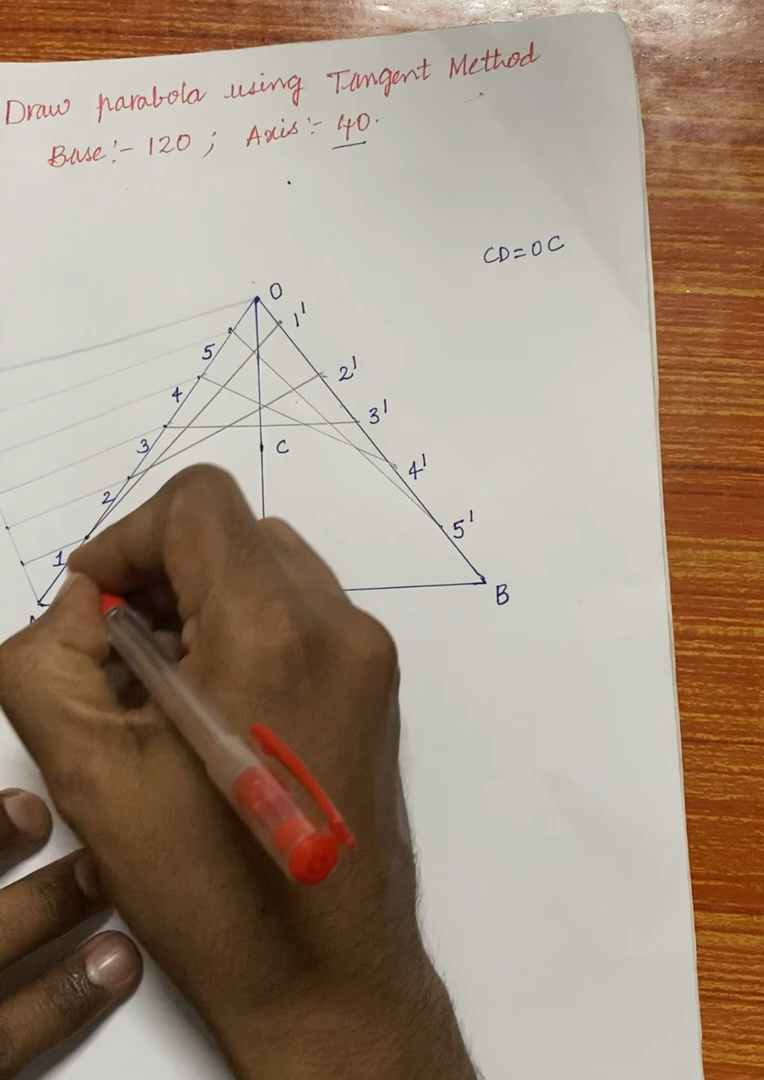 Draw parabola using Tangent Method
Base:- 120 ; Axis:- 40.
CD=OC
O
1'
5
2'
4
3'
3
C
4'
2
5'
1
B